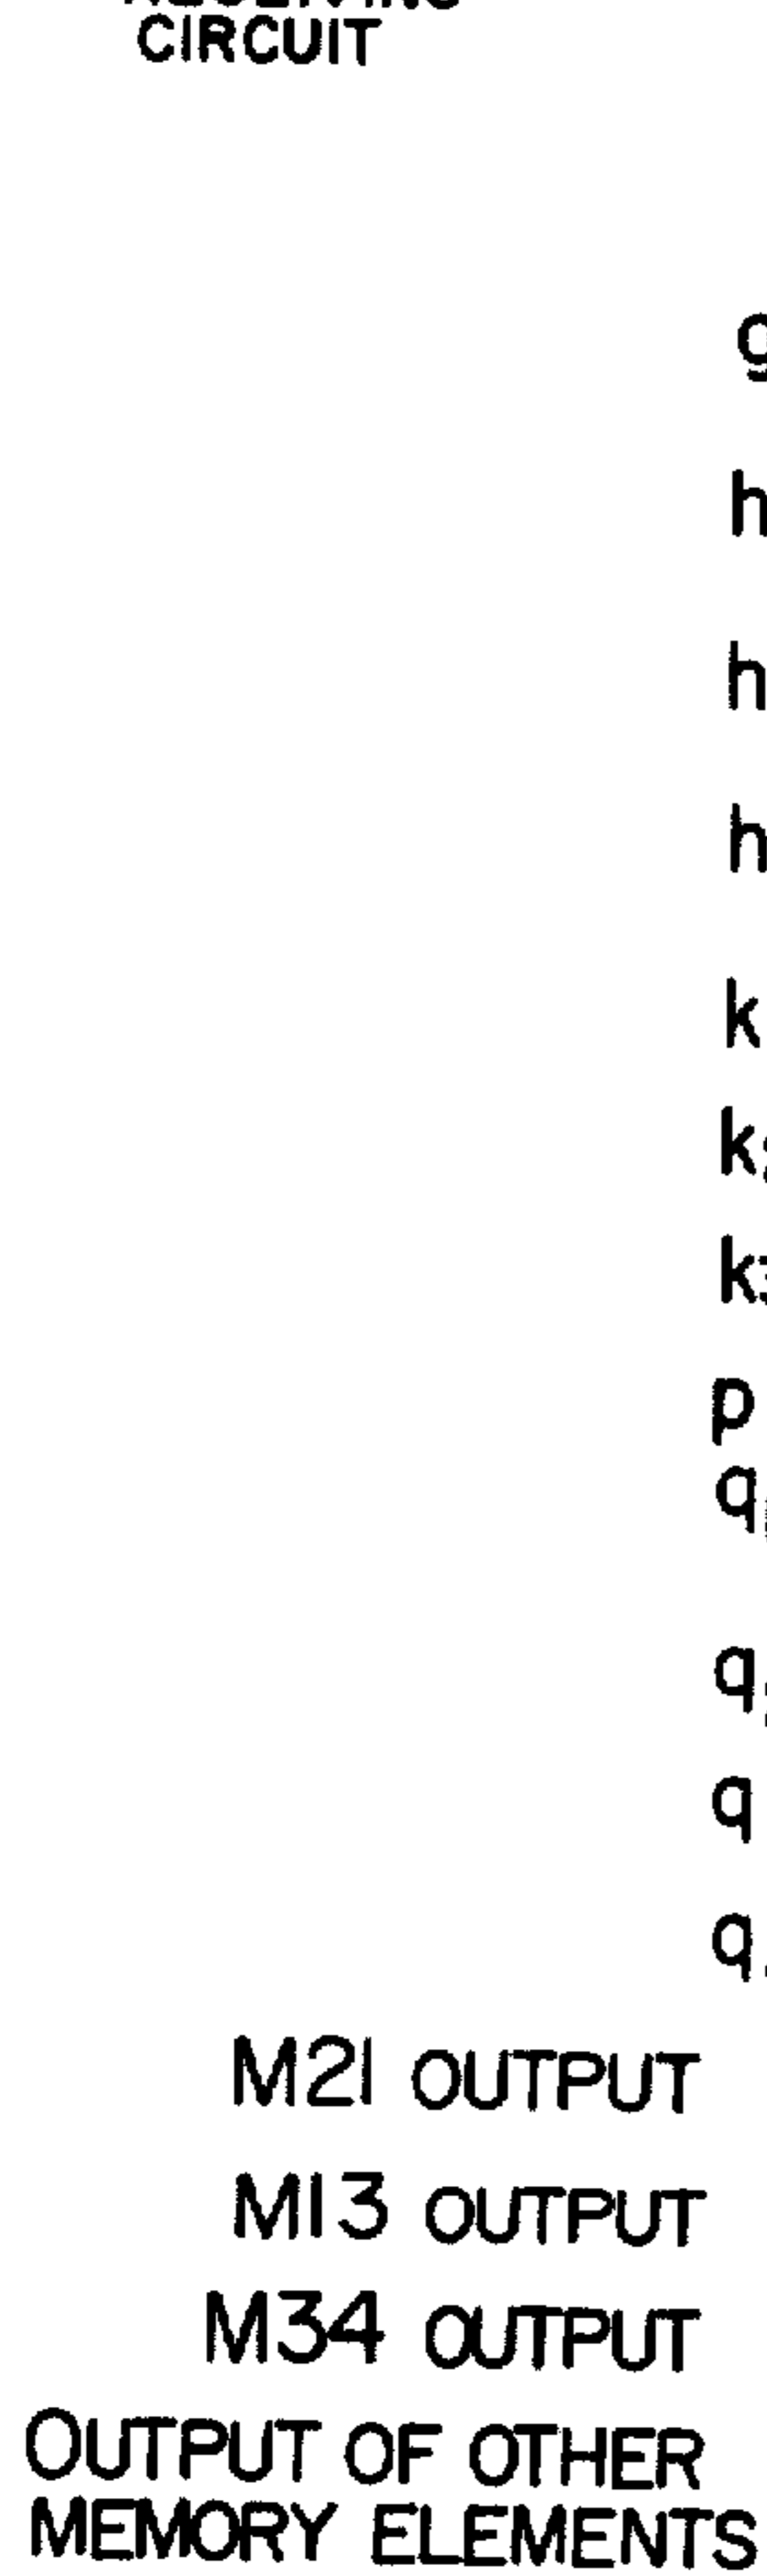 CIRCUIT
g
h
h
h
k
k
k
p
q
q
q
q
M21 OUTPUT
M13 OUTPUT
M34 OUTPUT
OUTPUT OF OTHER
MEMORY ELEMENTS